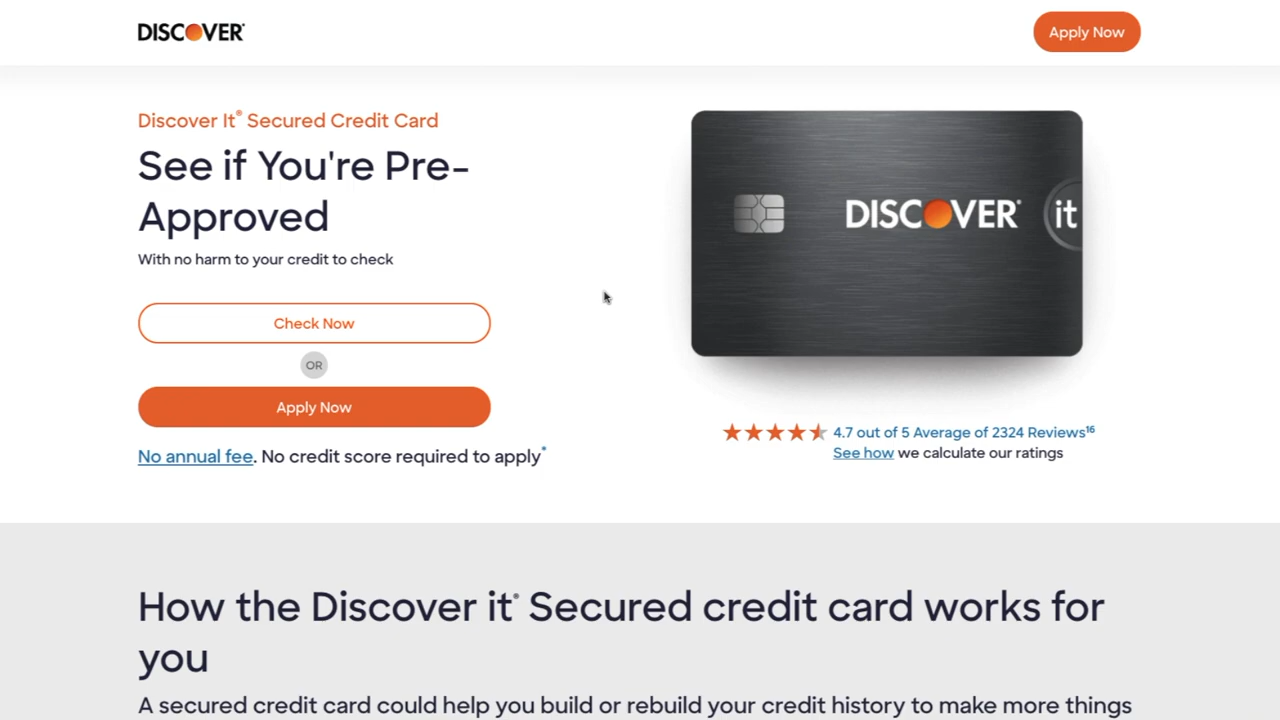 DISCOVER
Apply Now
Discover It® Secured Credit Card
See if You're Pre-
Approved
With no harm to your credit to check
Check Now
OR
Apply Now
No annual fee. No credit score required to apply*
DISCOVER® it
4.7 out of 5 Average of 2324 Reviews16
See how we calculate our ratings
How the Discover it® Secured credit card works for
you
A secured credit card could help you build or rebuild your credit history to make more things